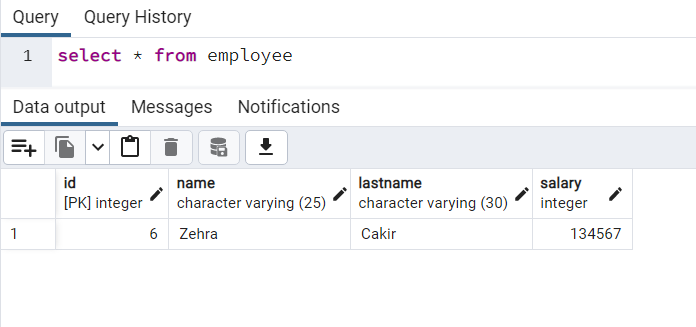 Query Query History
1 select * from employee
Data output Messages Notifications
id name lastname salary
[PK] integer character varying (25) character varying (30) integer
1 6 Zehra Cakir 134567